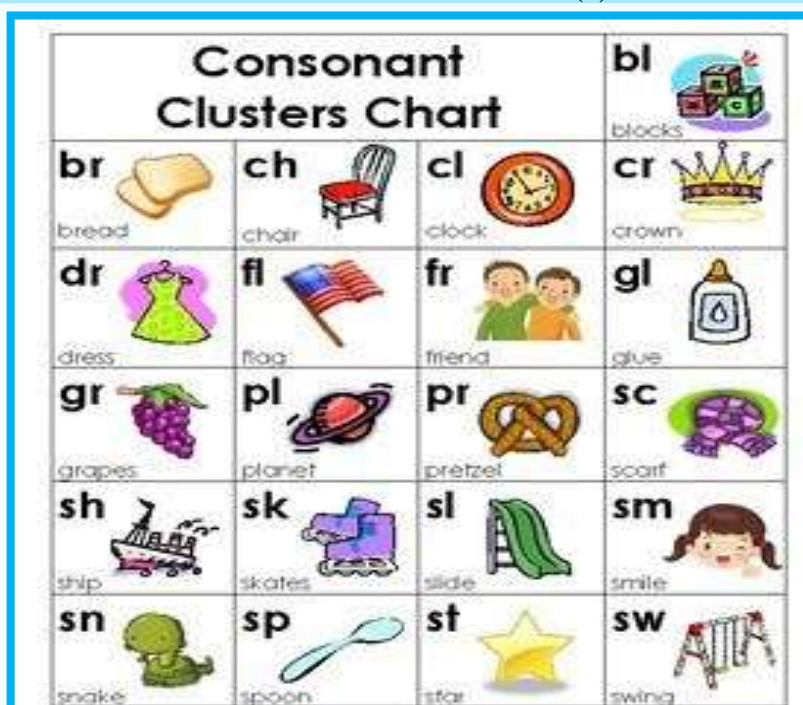 Consonant
Clusters Chart
bl
blocks
br
bread
ch
chair
cl
clock
cr
crown
dr
dress
fl
flag
fr
friend
gl
glue
gr
grapes
pl
planet
pr
pretzel
sc
scarf
sh
ship
sk
skates
sl
slide
sm
smile
sn
snake
sp
spoon
st
star
sw
swing